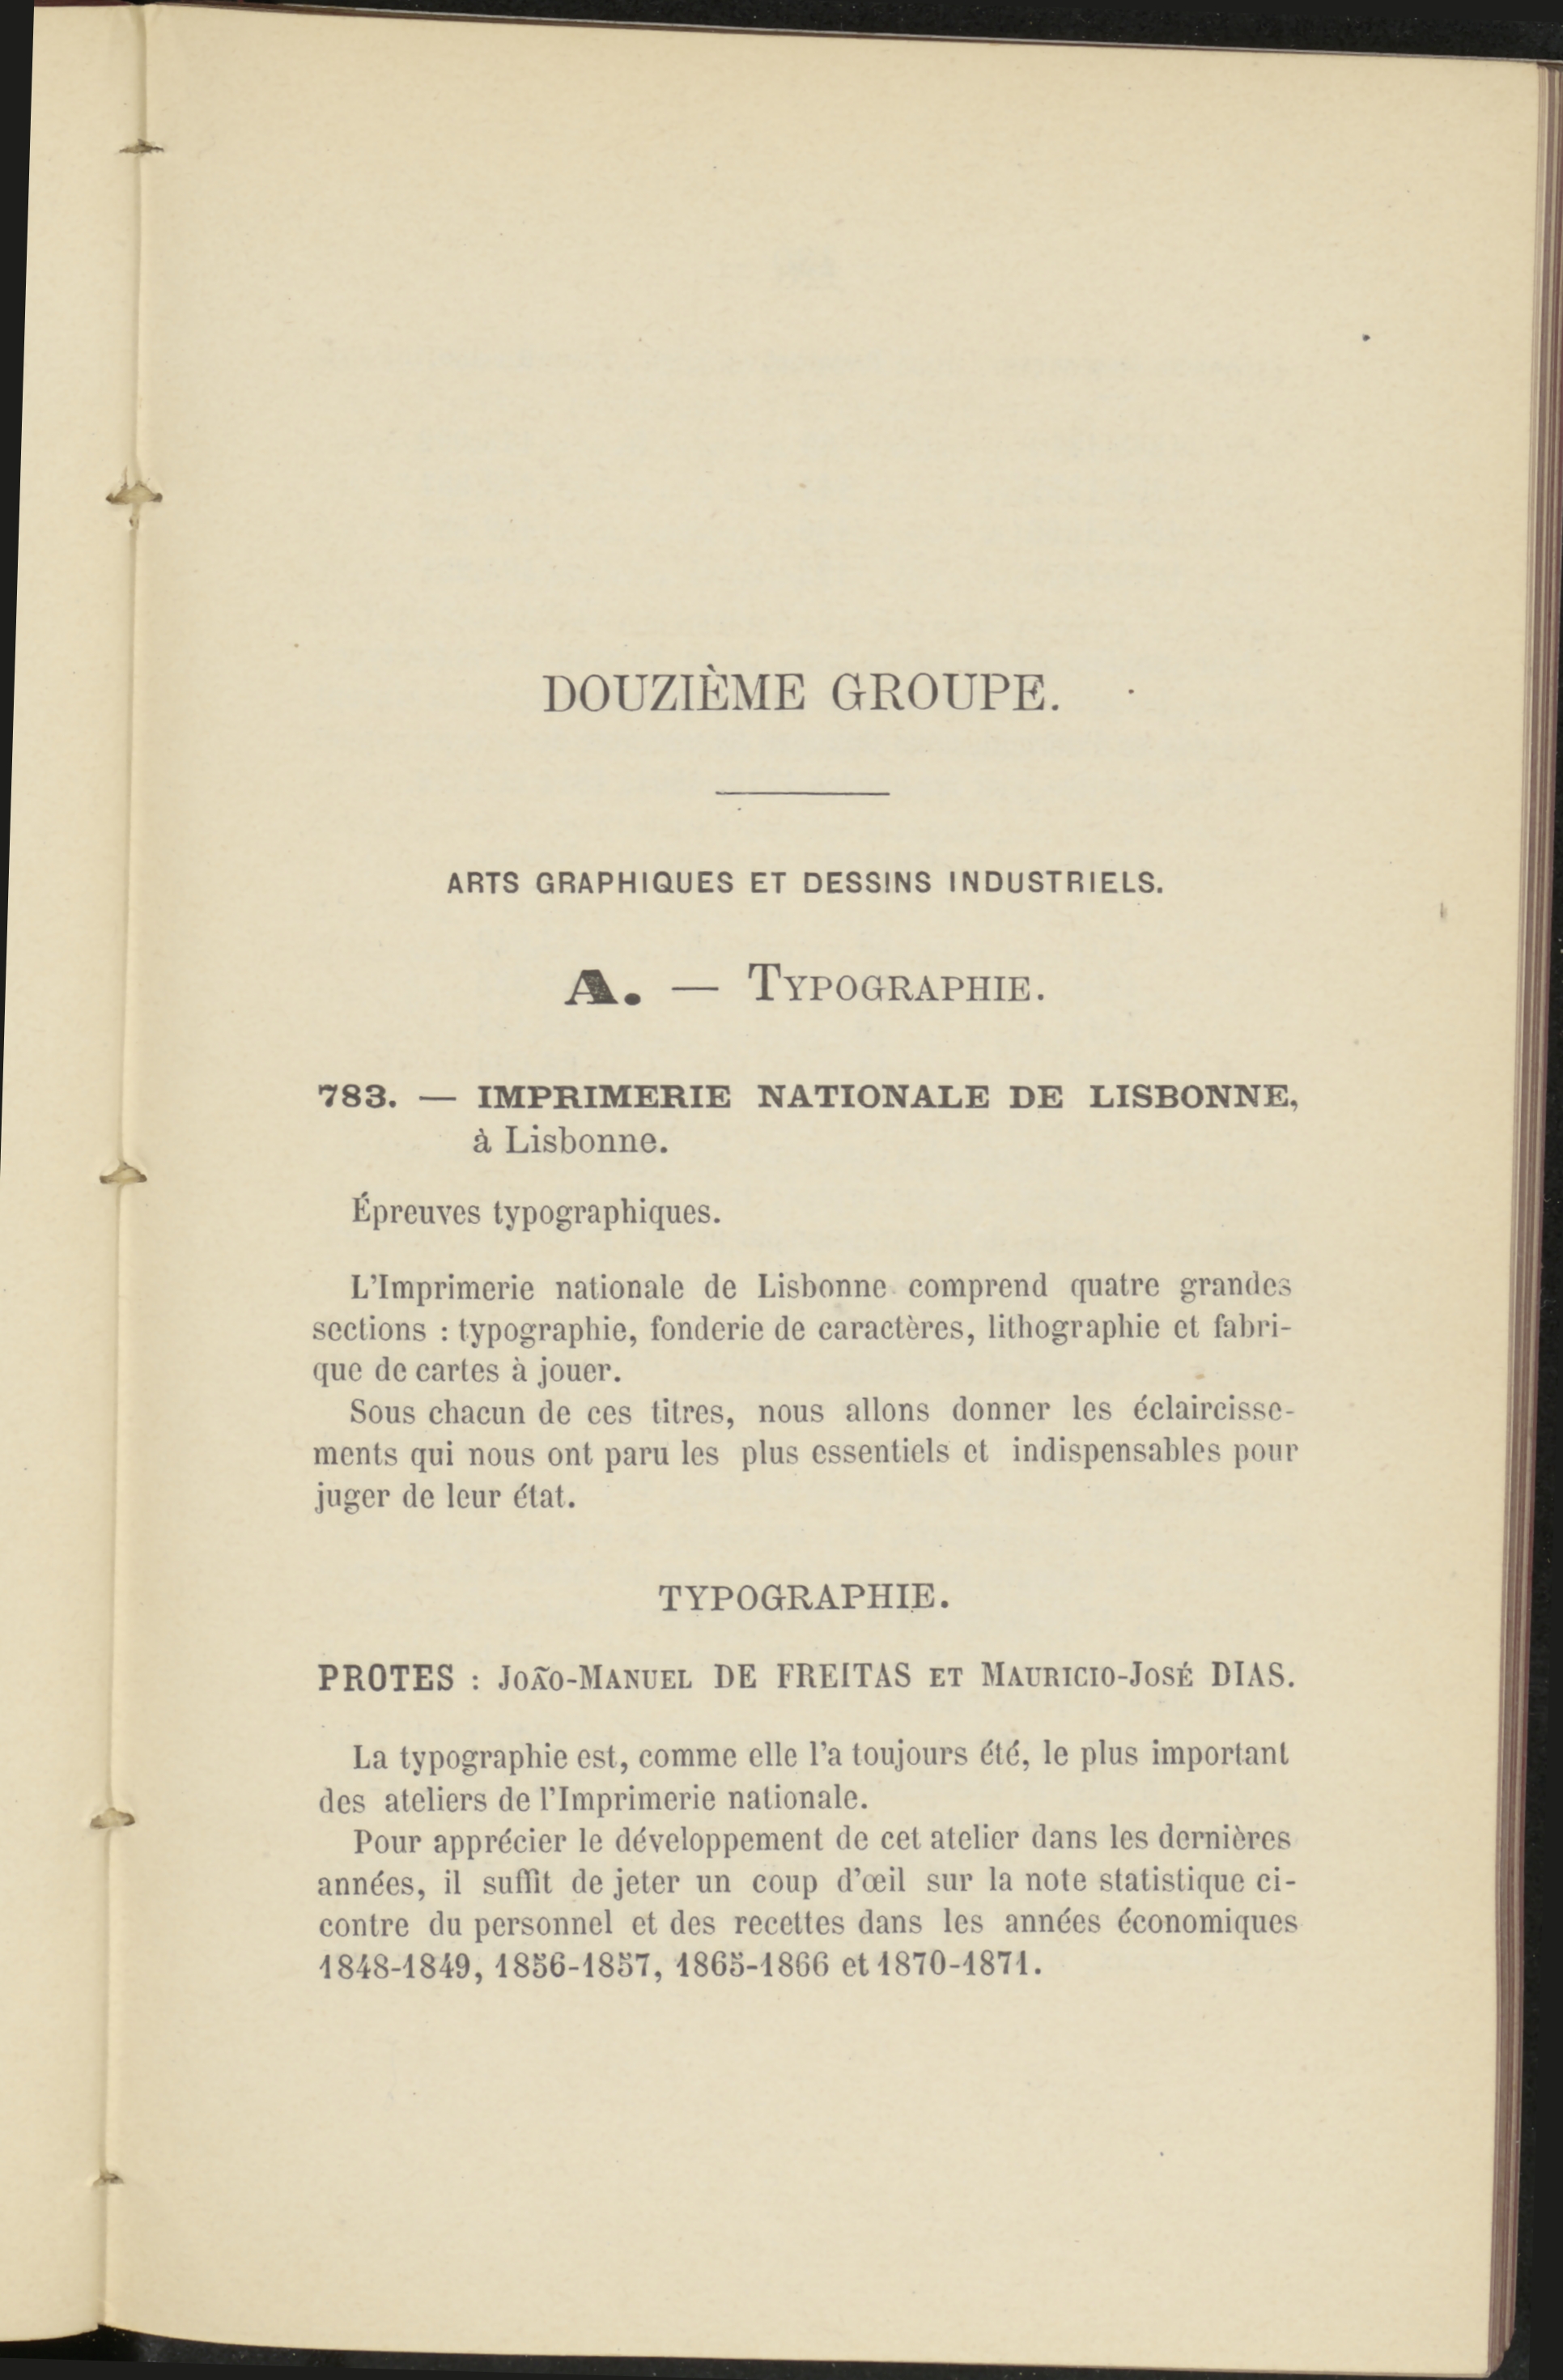 DOUZIÈME GROUPE.
ARTS GRAPHIQUES ET DESSINS INDUSTRIELS.
A. — TYPOGRAPHIE.
783. — IMPRIMERIE NATIONALE DE LISBONNE,
à Lisbonne.
Épreuves typographiques.
L'Imprimerie nationale de Lisbonne comprend quatre grandes
sections : typographie, fonderie de caractères, lithographie et fabri-
que de cartes à jouer.
Sous chacun de ces titres, nous allons donner les éclaircisse-
ments qui nous ont paru les plus essentiels et indispensables pour
juger de leur état.
TYPOGRAPHIE.
PROTES : JOÃO-MANUEL DE FREITAS ET MAURICIO-JOSÉ DIAS.
La typographie est, comme elle l'a toujours été, le plus important
des ateliers de l'Imprimerie nationale.
Pour apprécier le développement de cet atelier dans les dernières
années, il suffit de jeter un coup d'œil sur la note statistique ci-
contre du personnel et des recettes dans les années économiques
1848-1849, 1856-1857, 1865-1866 et 1870-1871.